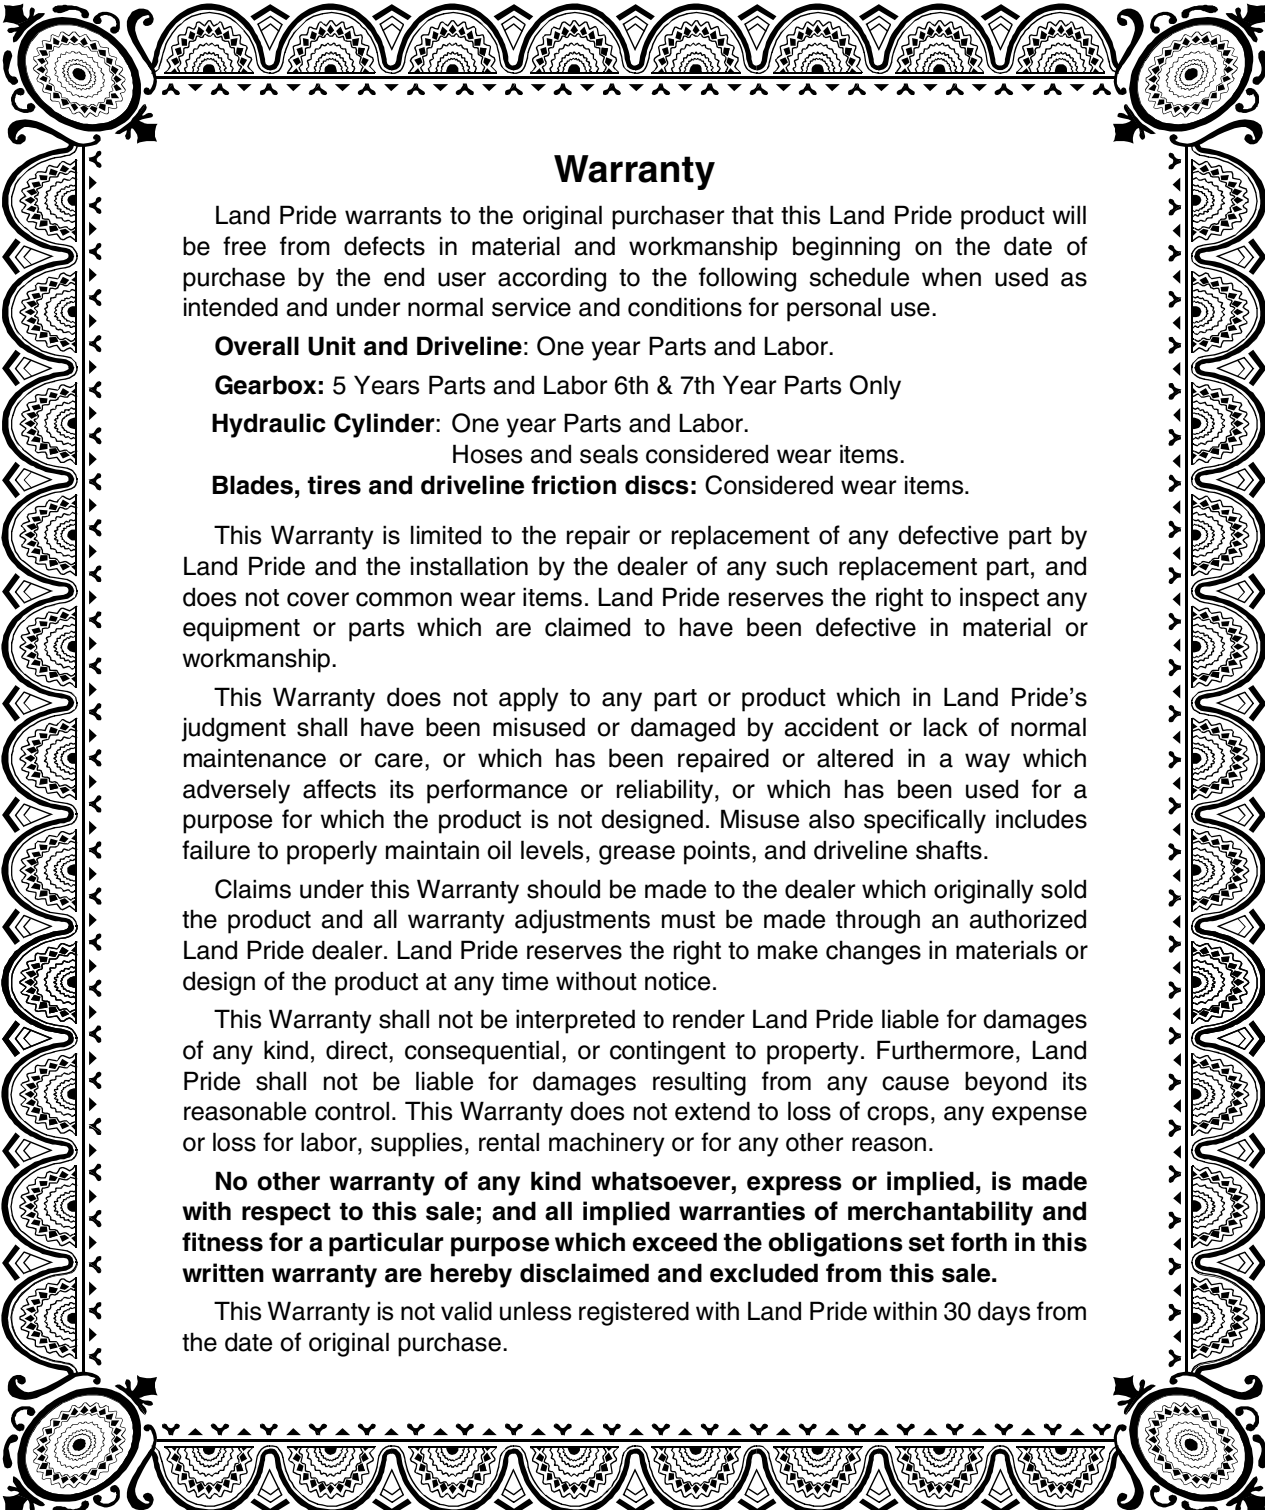 Warranty
Land Pride warrants to the original purchaser that this Land Pride product will
be free from defects in material and workmanship beginning on the date of
purchase by the end user according to the following schedule when used as
intended and under normal service and conditions for personal use.
Overall Unit and Driveline: One year Parts and Labor.
Gearbox: 5 Years Parts and Labor 6th & 7th Year Parts Only
Hydraulic Cylinder: One year Parts and Labor.
Hoses and seals considered wear items.
Blades, tires and driveline friction discs: Considered wear items.
This Warranty is limited to the repair or replacement of any defective part by
Land Pride and the installation by the dealer of any such replacement part, and
does not cover common wear items. Land Pride reserves the right to inspect any
equipment or parts which are claimed to have been defective in material or
workmanship.
This Warranty does not apply to any part or product which in Land Pride’s
judgment shall have been misused or damaged by accident or lack of normal
maintenance or care, or which has been repaired or altered in a way which
adversely affects its performance or reliability, or which has been used for a
purpose for which the product is not designed. Misuse also specifically includes
failure to properly maintain oil levels, grease points, and driveline shafts.
Claims under this Warranty should be made to the dealer which originally sold
the product and all warranty adjustments must be made through an authorized
Land Pride dealer. Land Pride reserves the right to make changes in materials or
design of the product at any time without notice.
This Warranty shall not be interpreted to render Land Pride liable for damages
of any kind, direct, consequential, or contingent to property. Furthermore, Land
Pride shall not be liable for damages resulting from any cause beyond its
reasonable control. This Warranty does not extend to loss of crops, any expense
or loss for labor, supplies, rental machinery or for any other reason.
No other warranty of any kind whatsoever, express or implied, is made
with respect to this sale; and all implied warranties of merchantability and
fitness for a particular purpose which exceed the obligations set forth in this
written warranty are hereby disclaimed and excluded from this sale.
This Warranty is not valid unless registered with Land Pride within 30 days from
the date of original purchase.